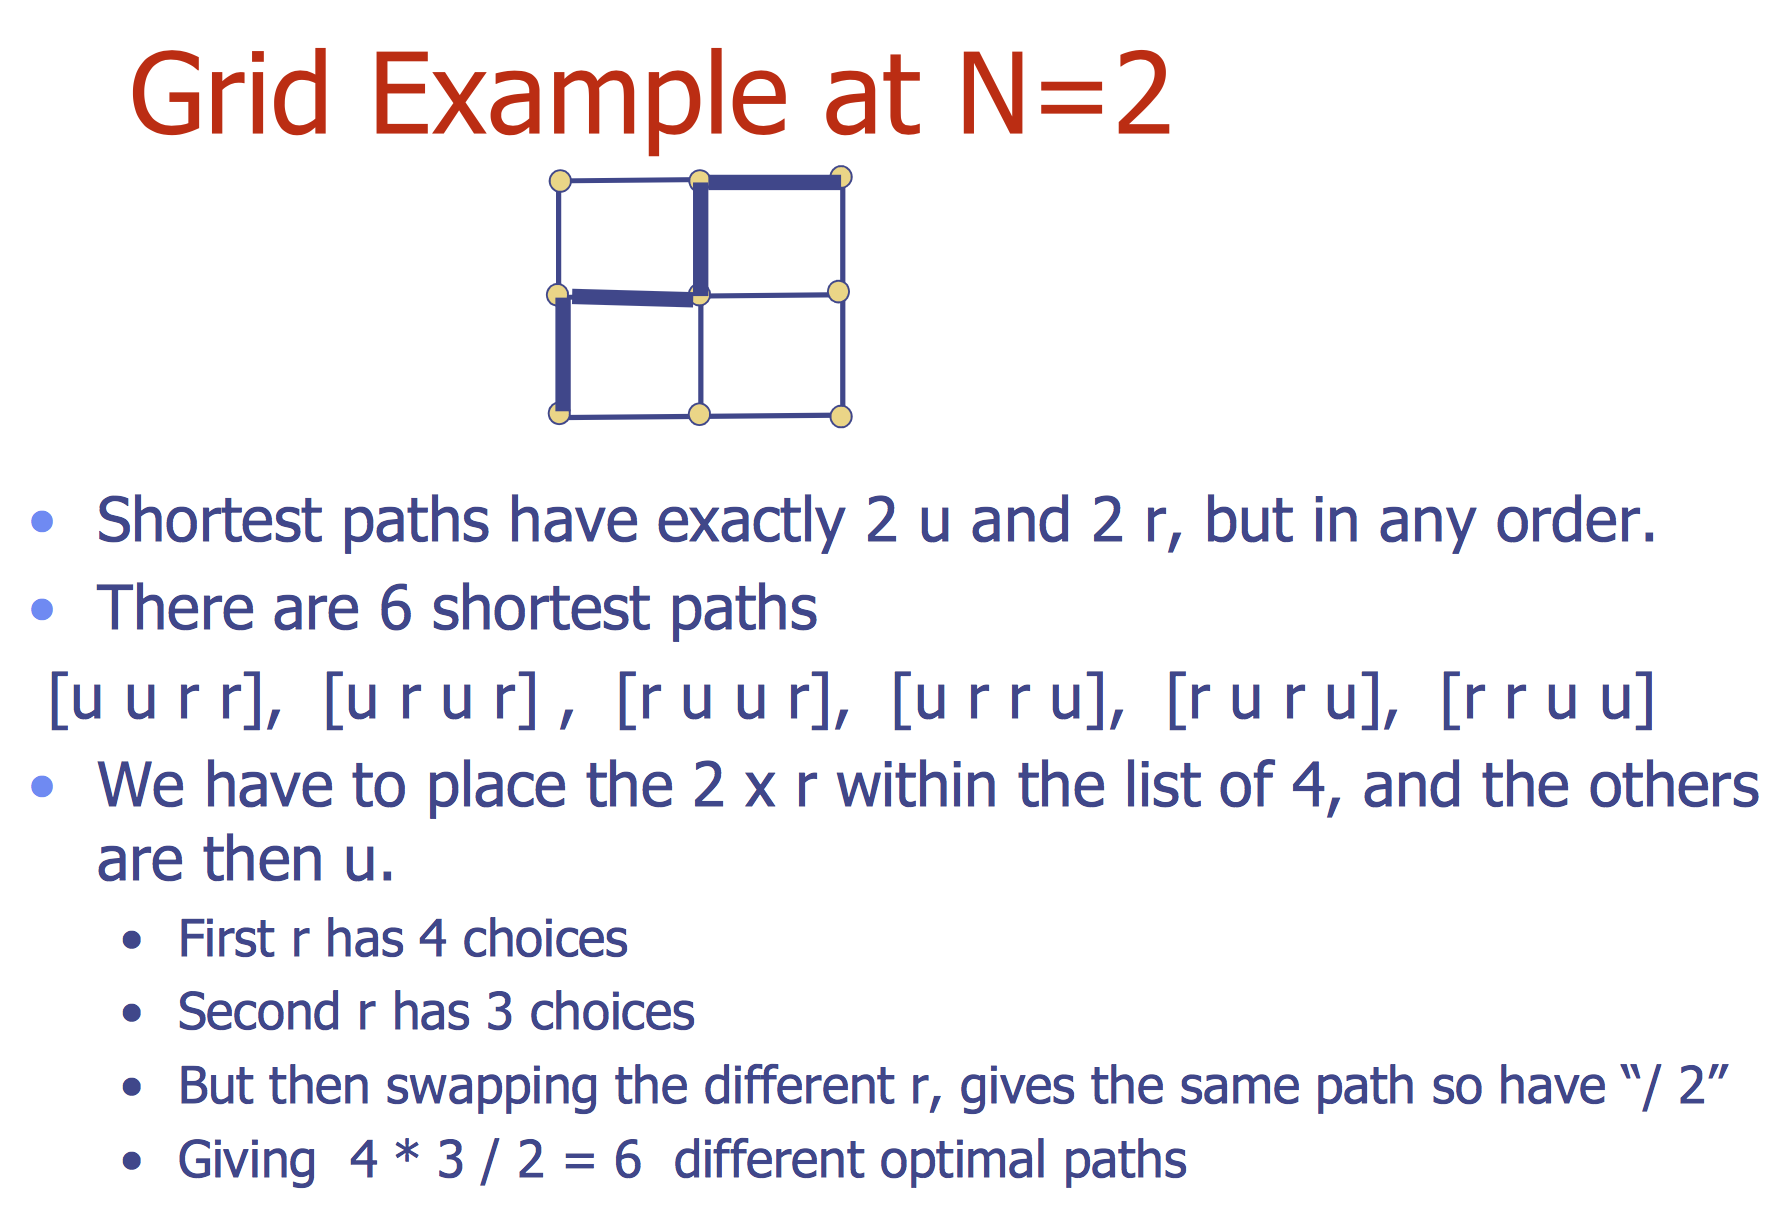 Grid Example at N=2
• Shortest paths have exactly 2 u and 2 r, but in any order.
• There are 6 shortest paths
[u u r r], [u r u r] , [r u u r], [u r r u], [r u r u], [r r u u]
• We have to place the 2 x r within the list of 4, and the others
are then u.
• First r has 4 choices
• Second r has 3 choices
• But then swapping the different r, gives the same path so have “/ 2”
• Giving 4 * 3 / 2 = 6 different optimal paths